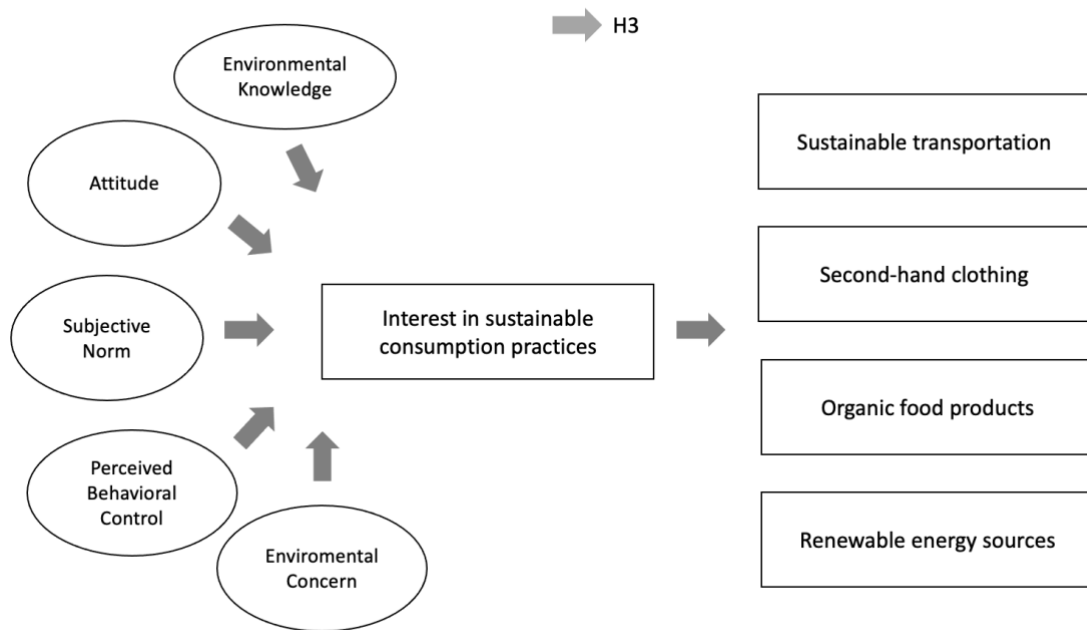 H3
Environmental
Knowledge
Attitude
Subjective
Norm
Perceived
Behavioral
Control
Enviromental
Concern
Interest in sustainable
consumption practices
Sustainable transportation
Second-hand clothing
Organic food products
Renewable energy sources